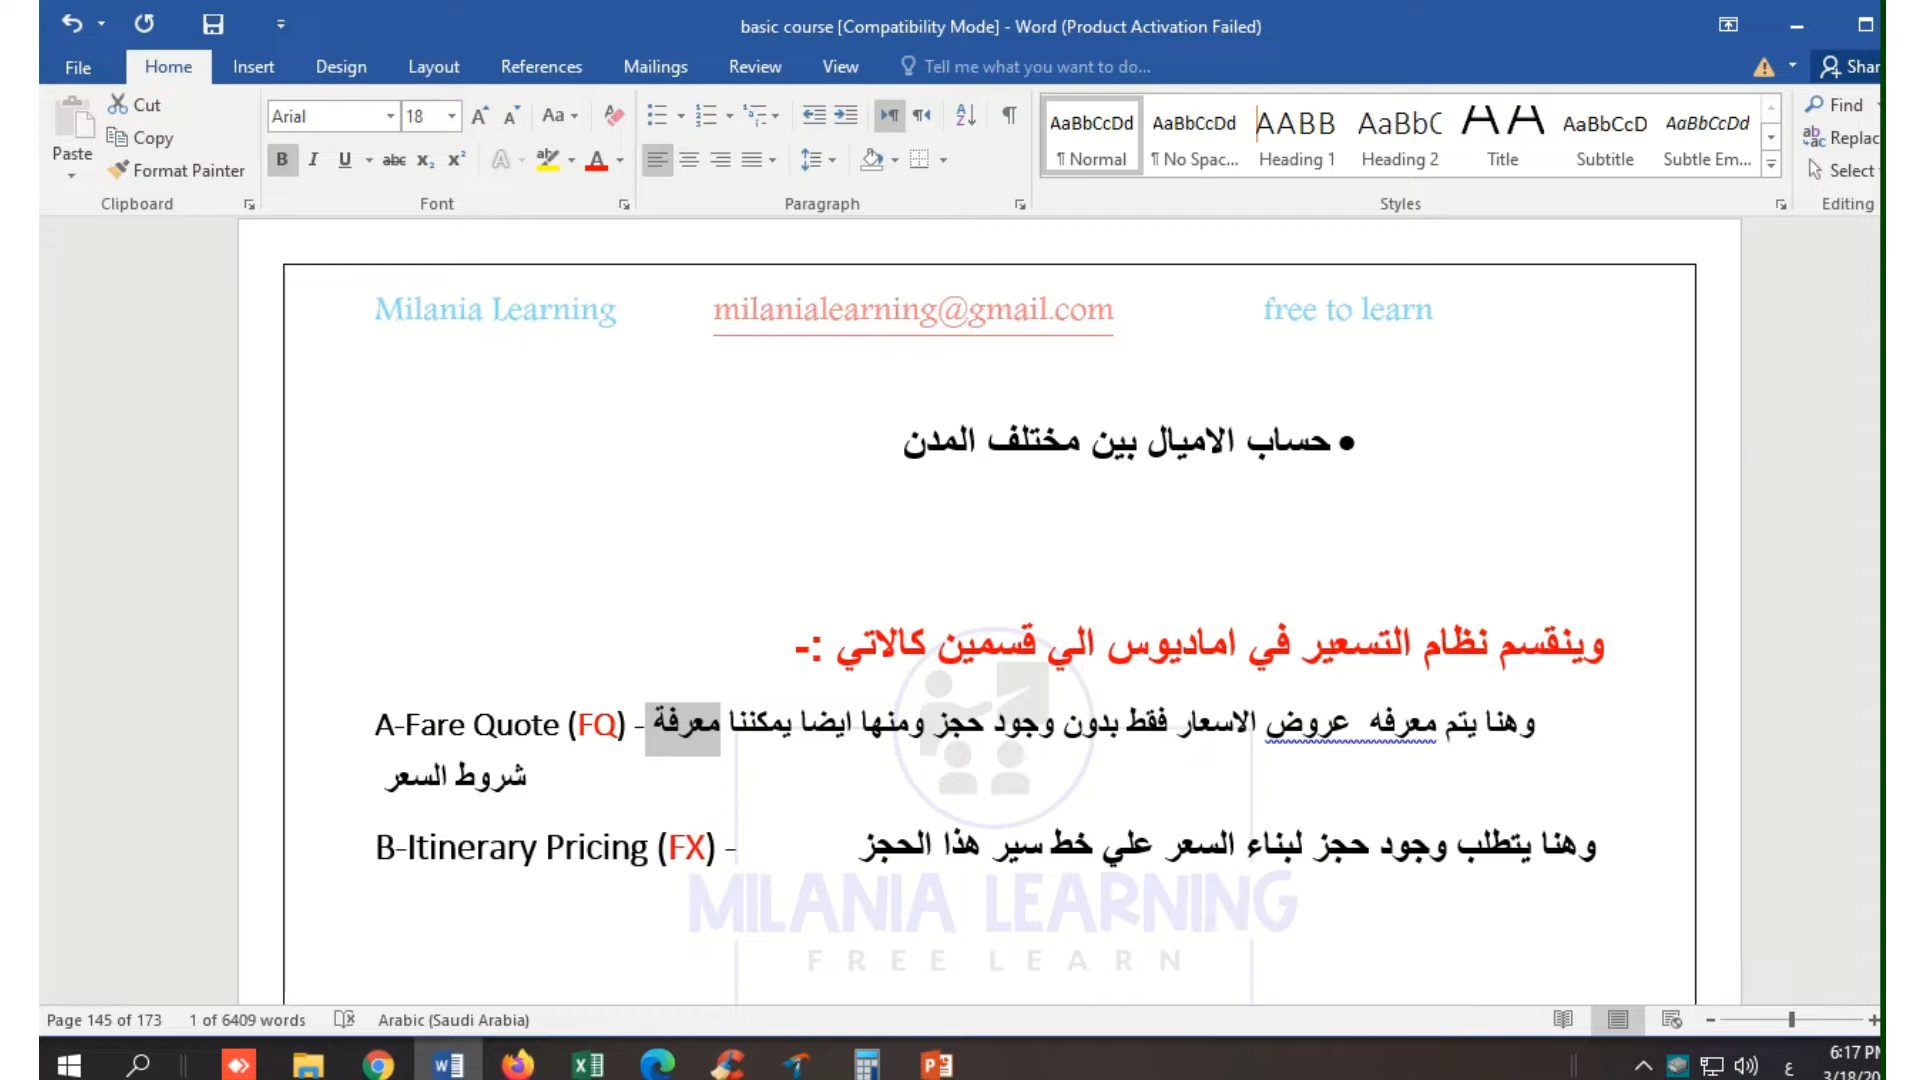 basic course [Compatibility Mode] - Word (Product Activation Failed)
File Home Insert Design Layout References Mailings Review View Tell me what you want to do...
Cut
Copy
Paste
Format Painter
Clipboard
Arial 18
Font
Paragraph
AaBbCcDd AaBbCcDd AABB AaBbC AA AaBbCcD AaBbCcDd
¶ Normal ¶ No Spac... Heading 1 Heading 2 Title Subtitle Subtle Em...
Styles
Find
Select
Editing
Milania Learning milanialearning@gmail.com free to learn
• حساب الاميال بين مختلف المدن
وينقسم نظام التسعير في اماديوس الي قسمين كالاتي :-
A-Fare Quote (FQ) - وهنا يتم معرفه عروض الاسعار فقط بدون وجود حجز ومنها ايضا يمكننا معرفة
شروط السعر
B-Itinerary Pricing (FX) - وهنا يتطلب وجود حجز لبناء السعر علي خط سير هذا الحجز
MILANIA LEARNING
FREE LEARN
Page 145 of 173 1 of 6409 words Arabic (Saudi Arabia)
ع
6:17